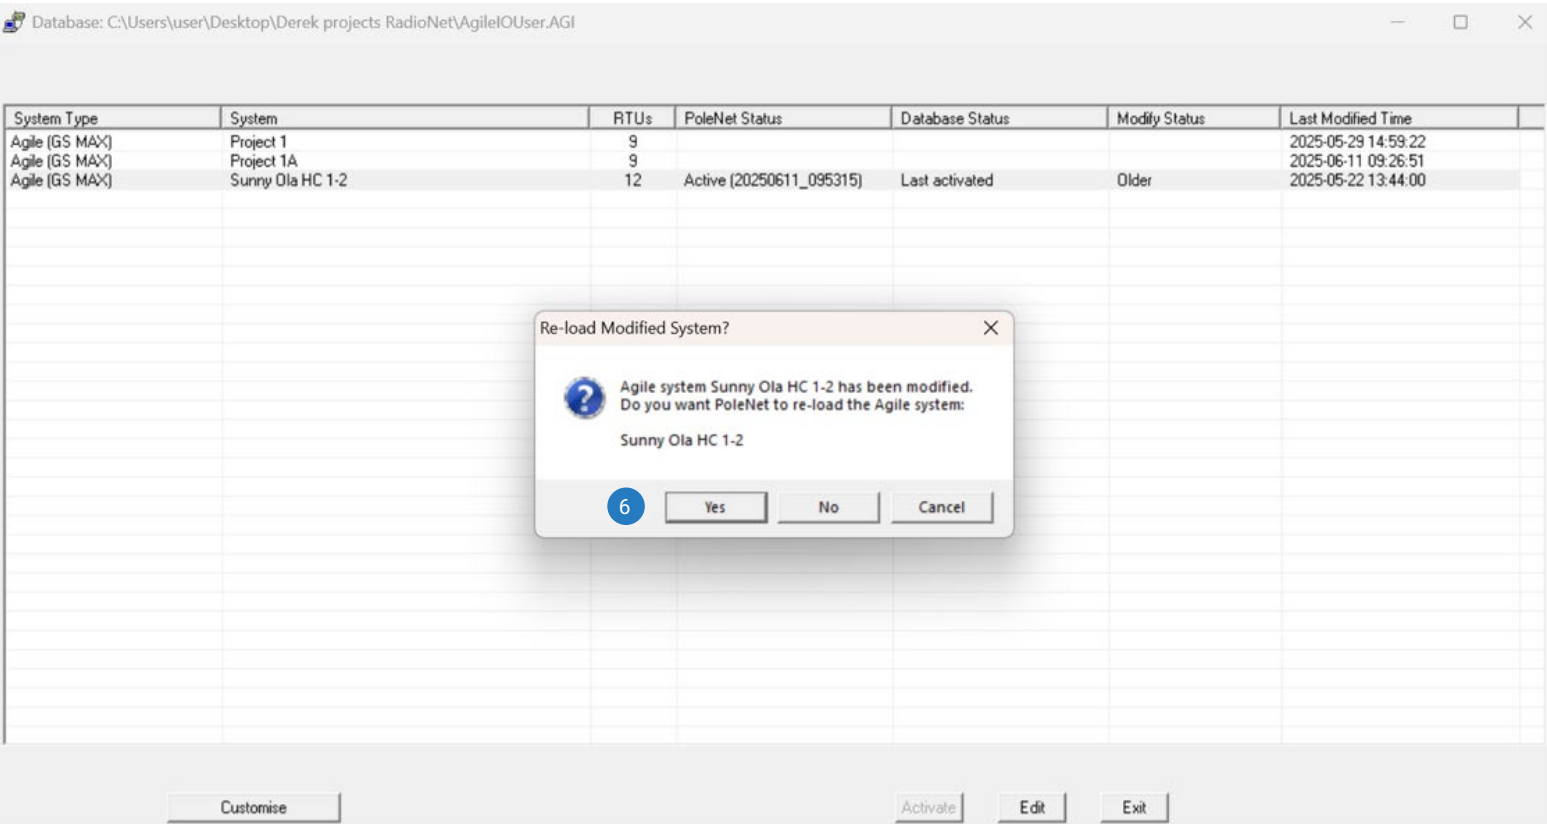 Database: C:\Users\user\Desktop\Derek projects RadioNet\AgileIOUser.AGI
System Type System RTUs PoleNet Status Database Status Modify Status Last Modified Time
Agile (GS MAX) Project 1 9 2025-05-29 14:59:22
Agile (GS MAX) Project 1A 9 2025-06-11 09:26:51
Agile (GS MAX) Sunny Ola HC 1-2 12 Active (20250611_095315) Last activated Older 2025-05-22 13:44:00
Re-load Modified System?
Agile system Sunny Ola HC 1-2 has been modified.
Do you want PoleNet to re-load the Agile system:
Sunny Ola HC 1-2
6 Yes No Cancel
Customise Activate Edit Exit